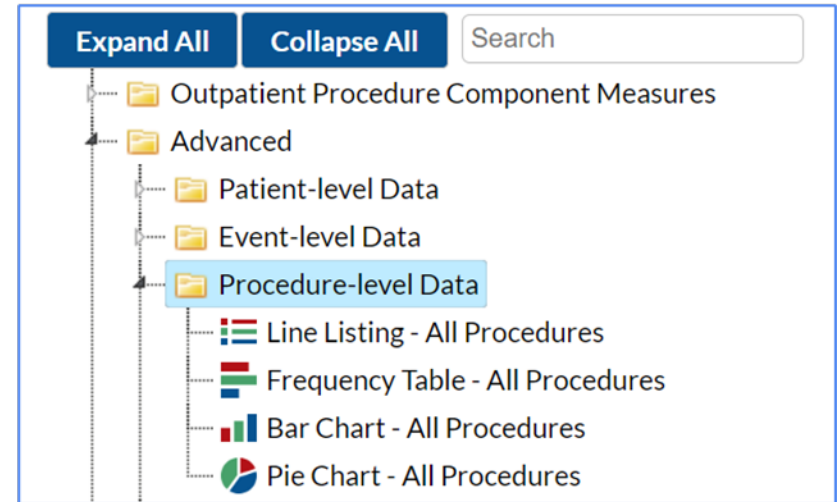 Expand All Collapse All Search
Outpatient Procedure Component Measures
Advanced
Patient-level Data
Event-level Data
Procedure-level Data
Line Listing - All Procedures
Frequency Table - All Procedures
Bar Chart - All Procedures
Pie Chart - All Procedures